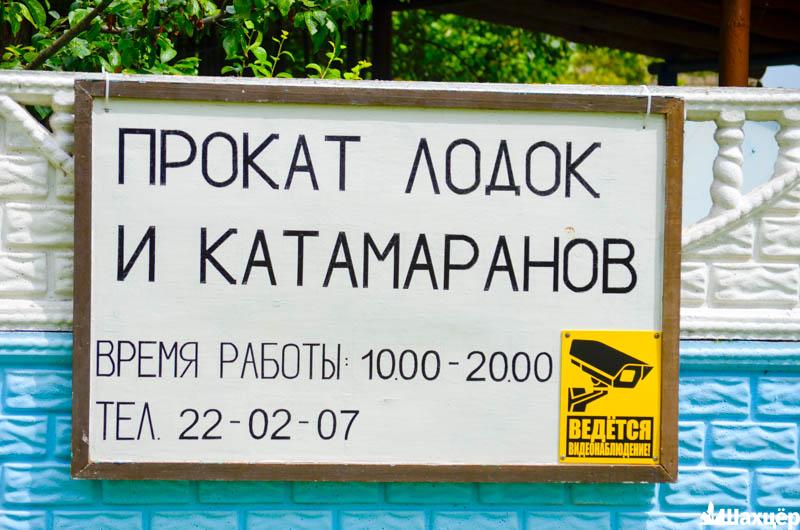 ПРОКАТ ЛОДОК
И КАТАМАРАНОВ
ВРЕМЯ РАБОТЫ: 10.00 - 20.00
ТЕЛ. 22-02-07
ВЕДЁТСЯ
ВИДЕОНАБЛЮДЕНИЕ!
Шахцёр